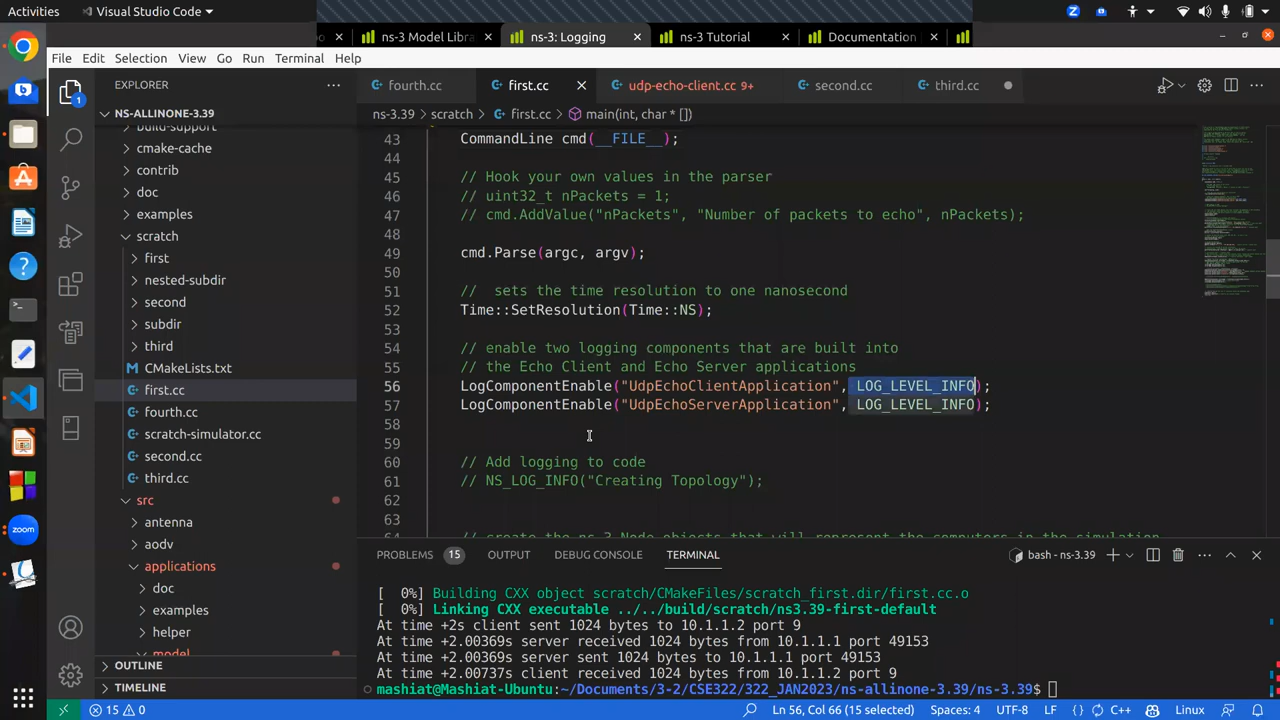 Activities
Visual Studio Code
ns-3 Model Libra
ns-3: Logging
ns-3 Tutorial
Documentation
File Edit Selection View Go Run Terminal Help
EXPLORER
fourth.cc
first.cc
udp-echo-client.cc 9+
second.cc
third.cc
NS-ALLINONE-3.39
ns-3.39 > scratch > first.cc > main(int, char * [])
build-support
cmake-cache
contrib
doc
examples
scratch
first
nested-subdir
second
subdir
third
CMakeLists.txt
first.cc
fourth.cc
scratch-simulator.cc
second.cc
third.cc
src
antenna
aodv
applications
doc
examples
helper
model
OUTLINE
TIMELINE
43 CommandLine cmd(__FILE__);
44
45 // Hook your own values in the parser
46 // uint32_t nPackets = 1;
47 // cmd.AddValue("nPackets", "Number of packets to echo", nPackets);
48
49 cmd.Parse(argc, argv);
50
51 //  set the time resolution to one nanosecond
52 Time::SetResolution(Time::NS);
53
54 // enable two logging components that are built into
55 // the Echo Client and Echo Server applications
56 LogComponentEnable("UdpEchoClientApplication", LOG_LEVEL_INFO);
57 LogComponentEnable("UdpEchoServerApplication", LOG_LEVEL_INFO);
58
59
60 // Add logging to code
61 // NS_LOG_INFO("Creating Topology");
62
63
64 // create the ns-3 Node objects that will represent the computers in the simulation
PROBLEMS 15 OUTPUT DEBUG CONSOLE TERMINAL
bash - ns-3.39
[  0%] Building CXX object scratch/CMakeFiles/scratch_first.dir/first.cc.o
[  0%] Linking CXX executable ../../build/scratch/ns3.39-first-default
At time +2s client sent 1024 bytes to 10.1.1.2 port 9
At time +2.00369s server received 1024 bytes from 10.1.1.1 port 49153
At time +2.00369s server sent 1024 bytes to 10.1.1.1 port 49153
At time +2.00737s client received 1024 bytes from 10.1.1.2 port 9
mashiat@Mashiat-Ubuntu:~/Documents/3-2/CSE322/322_JAN2023/ns-allinone-3.39/ns-3.39$
15 0
Ln 56, Col 66 (15 selected) Spaces: 4 UTF-8 LF {} C++ Linux